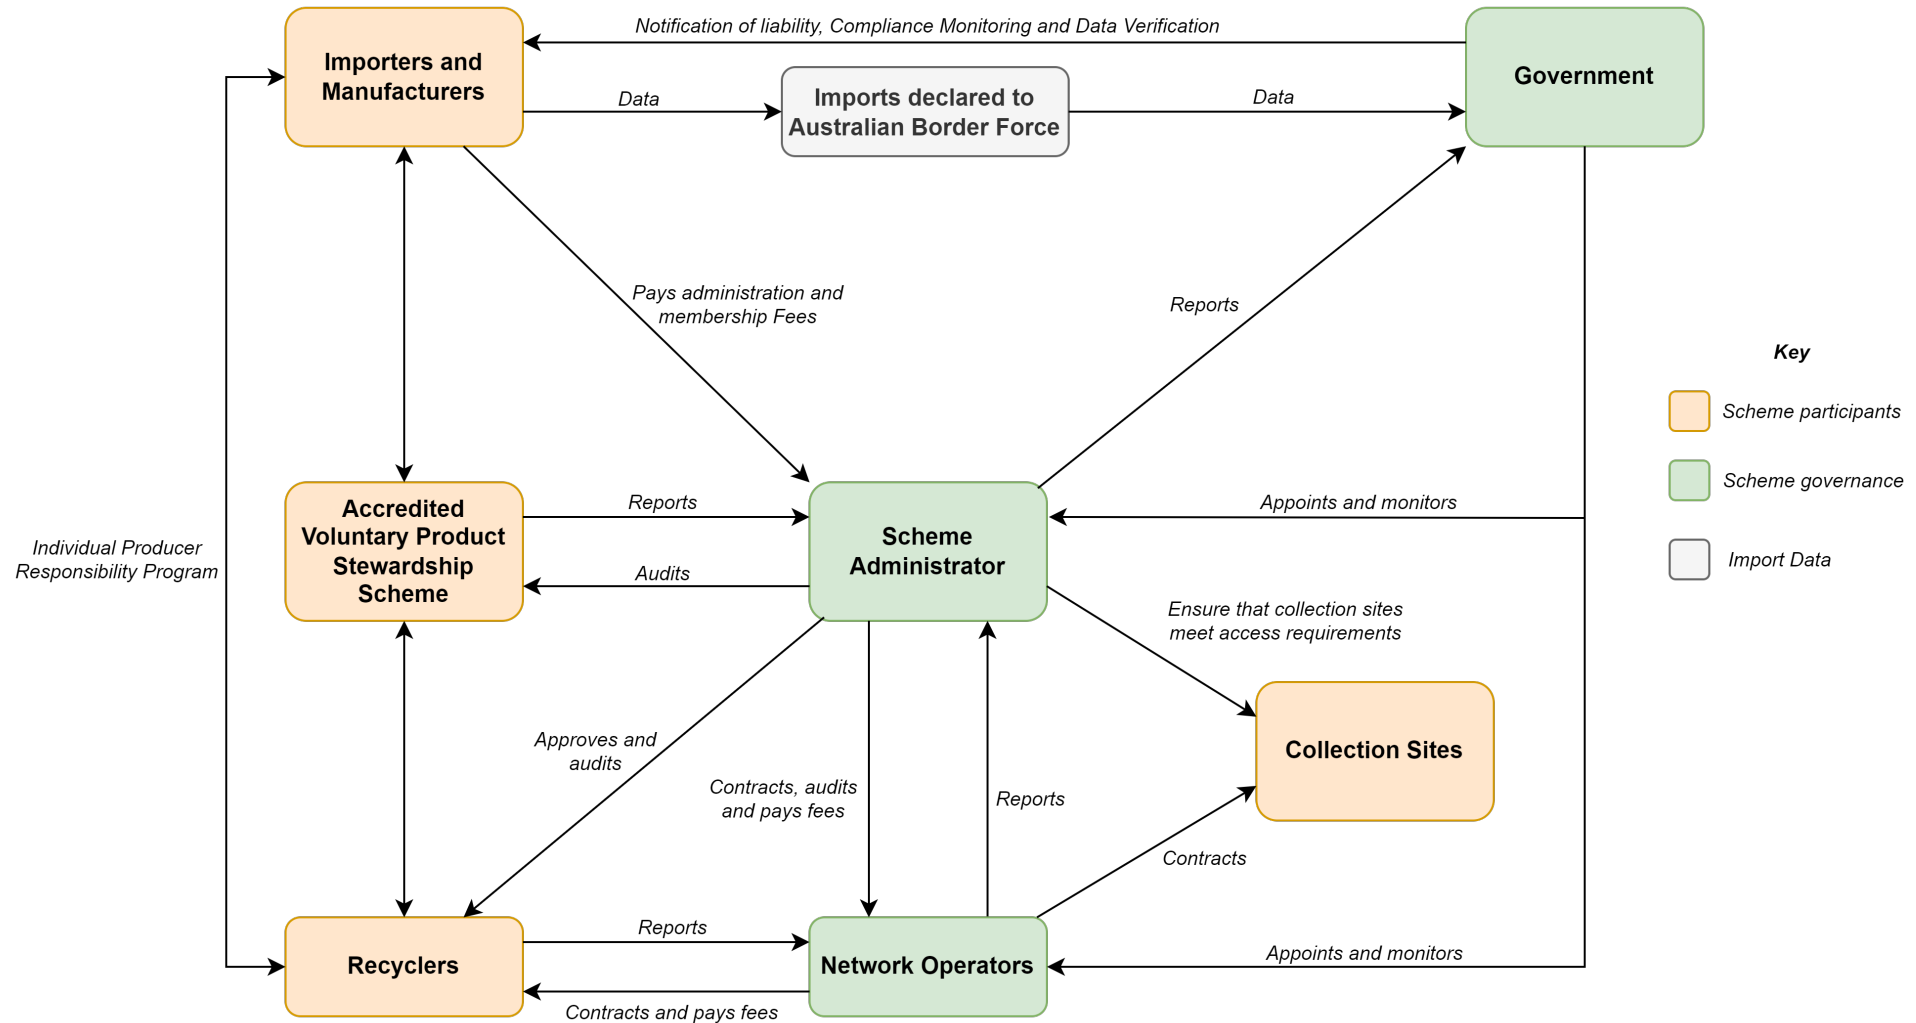 Notification of liability, Compliance Monitoring and Data Verification
Importers and
Manufacturers
Government
Data
Imports declared to
Australian Border Force
Data
Pays administration and
membership Fees
Reports
Key
Scheme participants
Scheme governance
Import Data
Individual Producer
Responsibility Program
Accredited
Voluntary Product
Stewardship
Scheme
Reports
Audits
Scheme
Administrator
Appoints and monitors
Ensure that collection sites
meet access requirements
Collection Sites
Approves and
audits
Contracts, audits
and pays fees
Reports
Contracts
Recyclers
Reports
Contracts and pays fees
Network Operators
Appoints and monitors